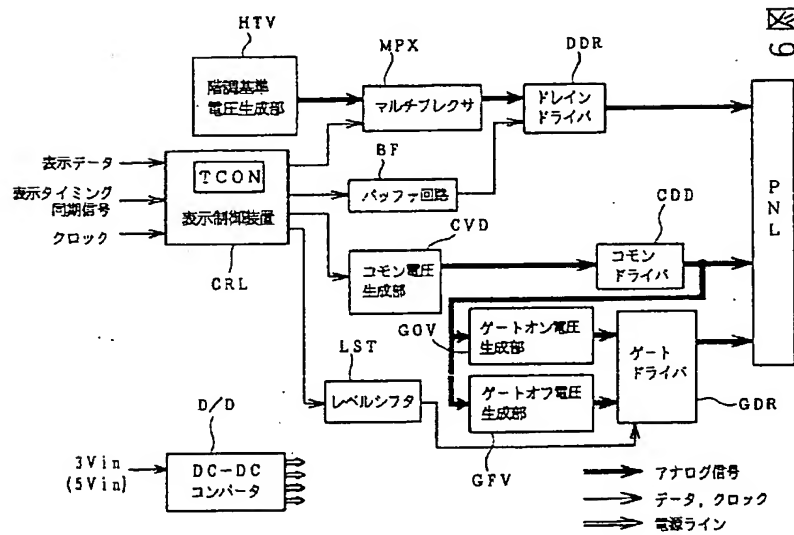 図9
HTV
MPX
DDR
階調基準
電圧生成部
マルチプレクサ
ドレイン
ドライバ
PNL
表示データ
表示タイミング
同期信号
クロック
TCON
表示制御装置
CRL
BF
バッファ回路
CVD
コモン電圧
生成部
CDD
コモン
ドライバ
GOV
ゲートオン電圧
生成部
ゲートオフ電圧
生成部
GFV
ゲート
ドライバ
GDR
LST
レベルシフタ
D/D
3Vin
(5Vin)
DC-DC
コンバータ
アナログ信号
データ,クロック
電源ライン